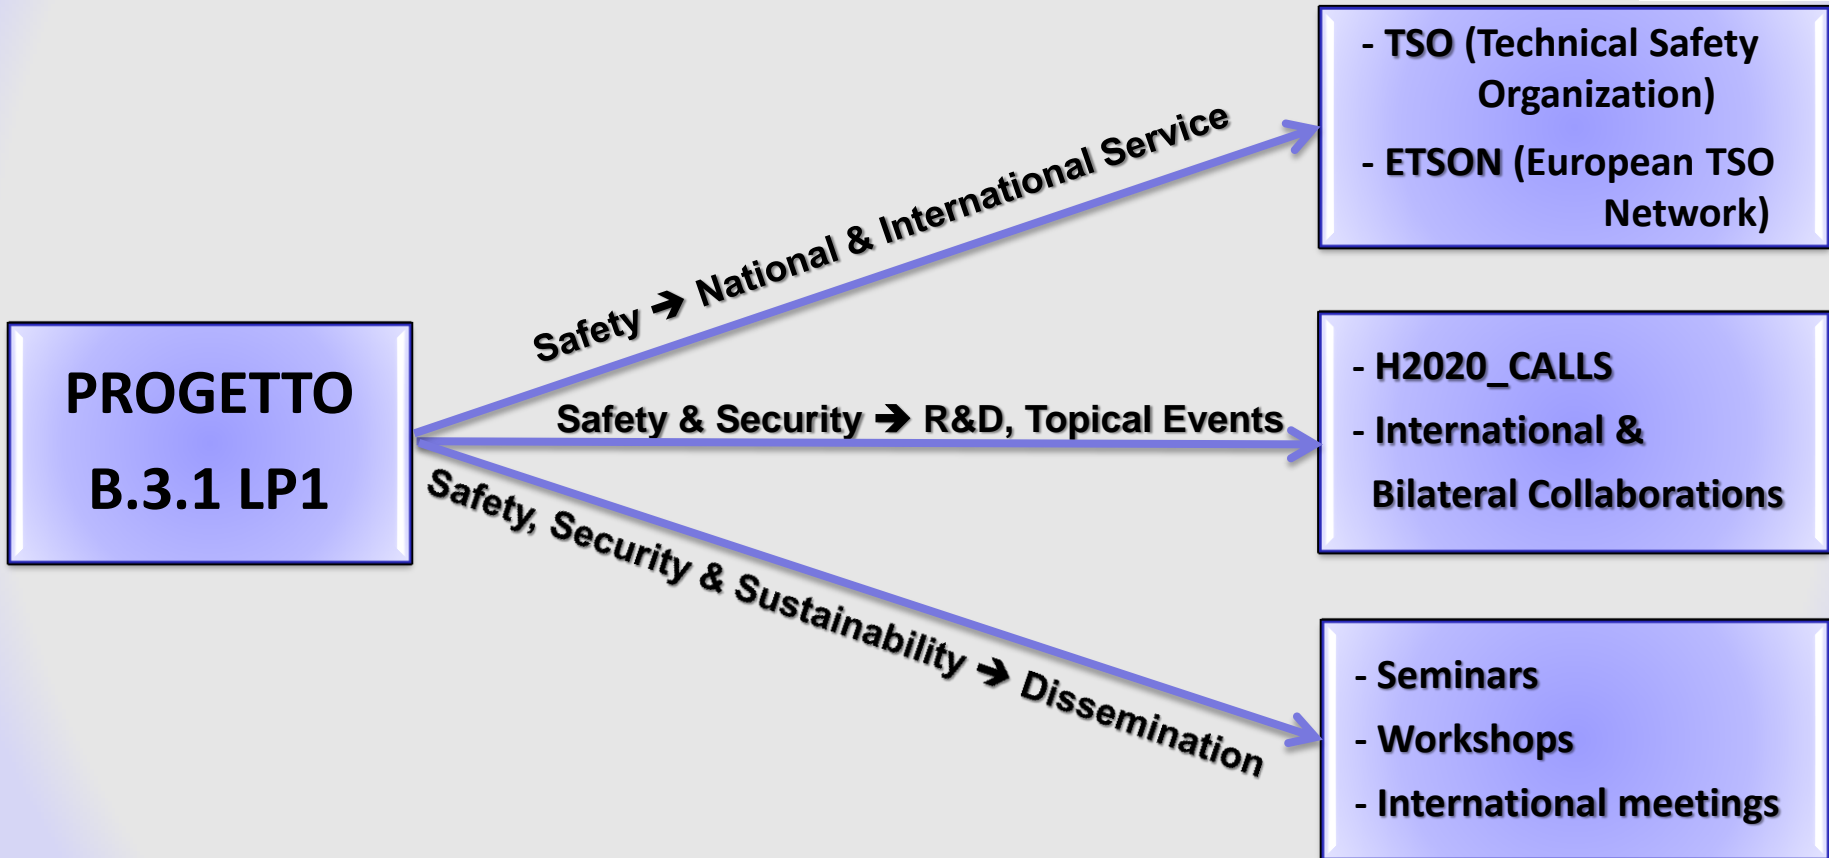 PROGETTO
B.3.1 LP1
Safety ➔ National & International Service
- TSO (Technical Safety
Organization)
- ETSON (European TSO
Network)
Safety & Security ➔ R&D, Topical Events
- H2020_CALLS
- International &
Bilateral Collaborations
Safety, Security & Sustainability ➔ Dissemination
- Seminars
- Workshops
- International meetings